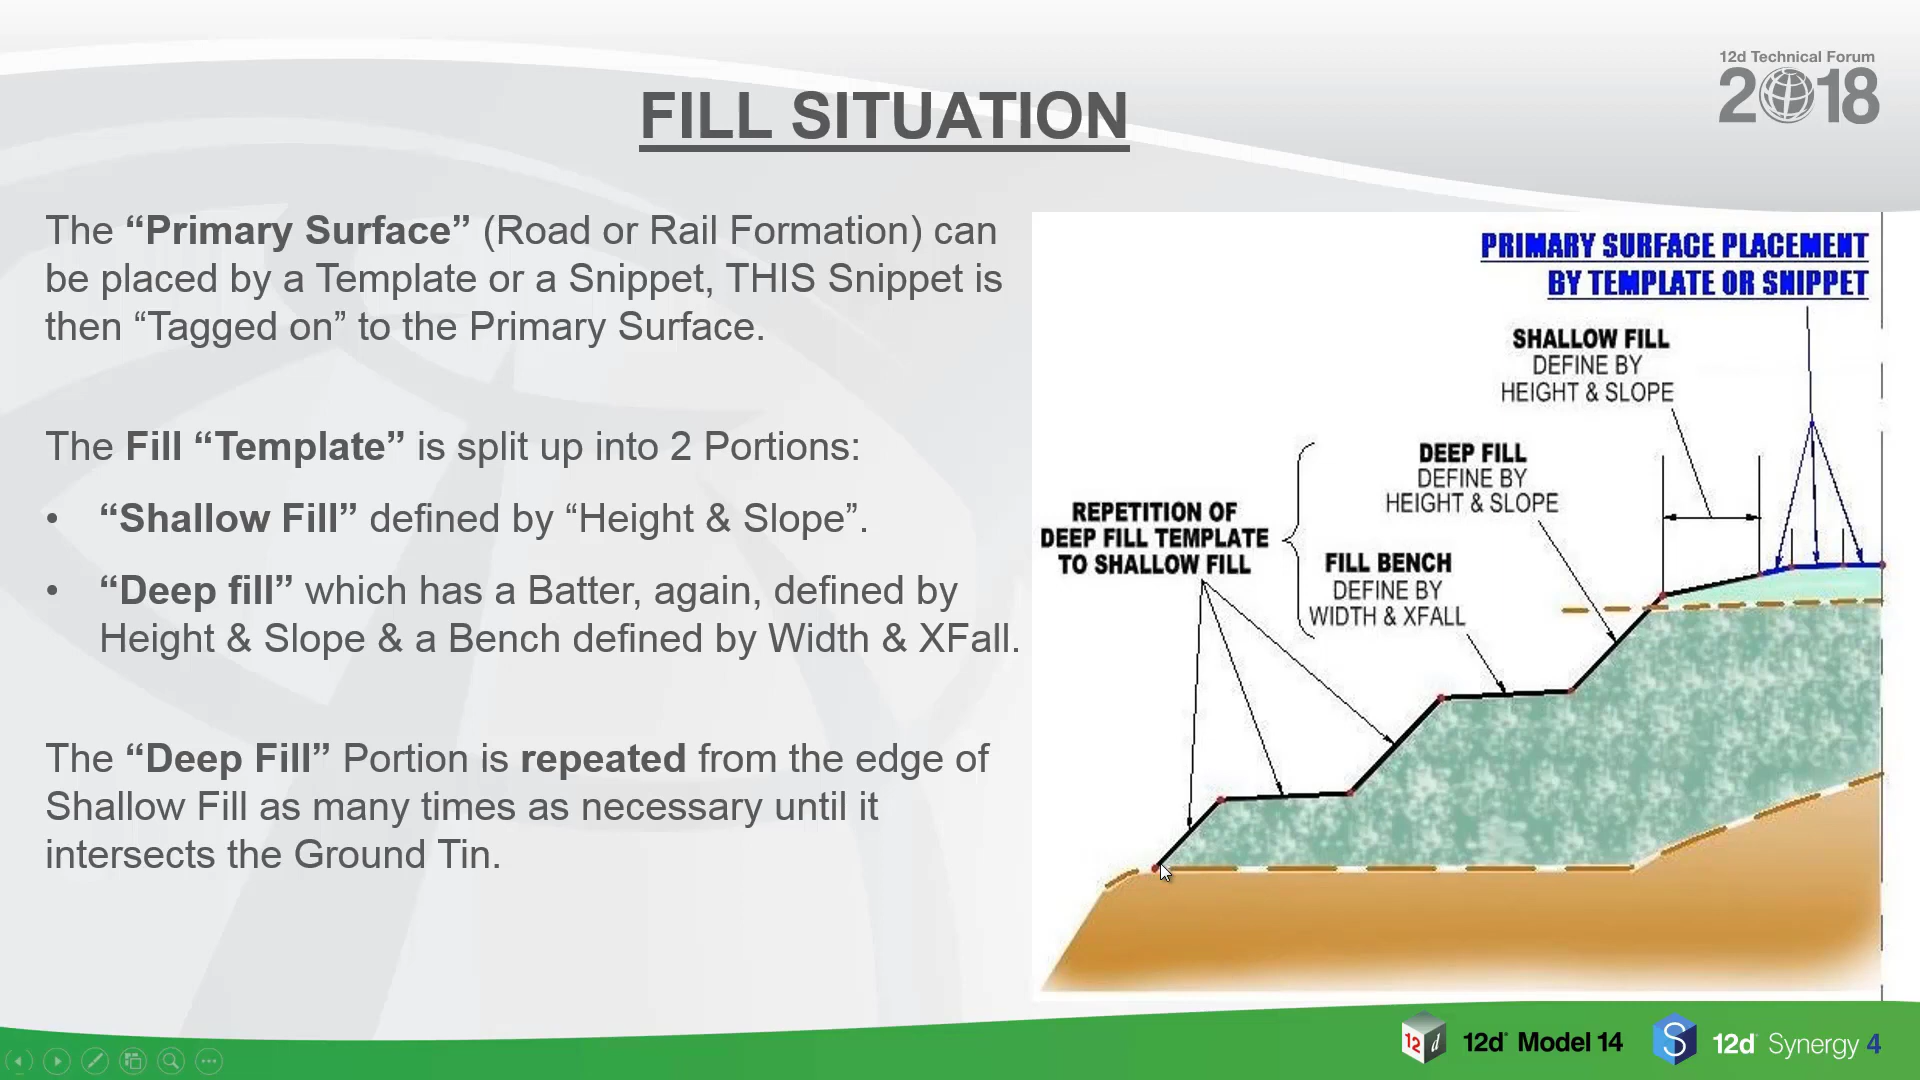 12d Technical Forum
2018
FILL SITUATION
The “Primary Surface” (Road or Rail Formation) can
be placed by a Template or a Snippet, THIS Snippet is
then “Tagged on” to the Primary Surface.
The Fill “Template” is split up into 2 Portions:
• “Shallow Fill” defined by “Height & Slope”.
• “Deep fill” which has a Batter, again, defined by
Height & Slope & a Bench defined by Width & XFall.
The “Deep Fill” Portion is repeated from the edge of
Shallow Fill as many times as necessary until it
intersects the Ground Tin.
PRIMARY SURFACE PLACEMENT
BY TEMPLATE OR SNIPPET
SHALLOW FILL
DEFINE BY
HEIGHT & SLOPE
DEEP FILL
DEFINE BY
HEIGHT & SLOPE
REPETITION OF
DEEP FILL TEMPLATE
TO SHALLOW FILL
FILL BENCH
DEFINE BY
WIDTH & XFALL
12d Model 14
12d Synergy 4